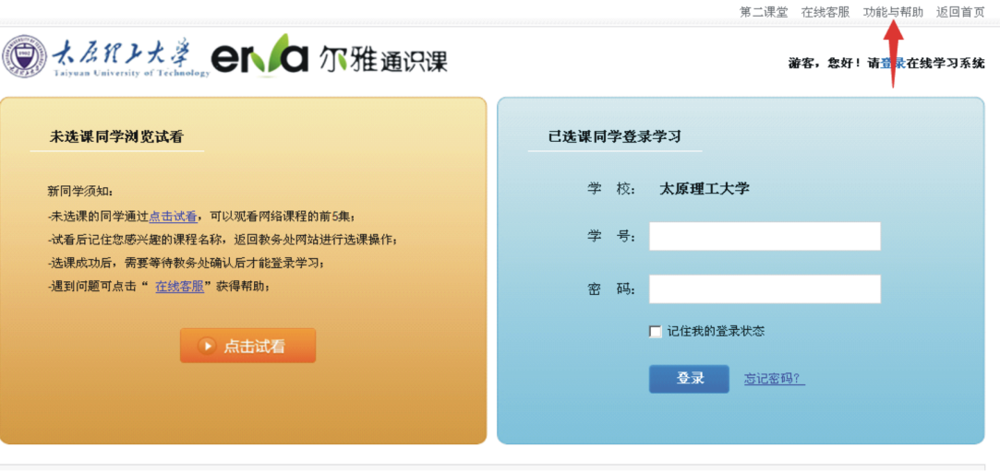 第二课堂 在线客服 功能与帮助 返回首页
太原理工大学
Taiyuan University of Technology
erya 尔雅通识课
游客，您好！请登录在线学习系统
未选课同学浏览试看
新同学须知:
-未选课的同学通过点击试看，可以观看网络课程的前5集;
-试看后记住您感兴趣的课程名称，返回教务处网站进行选课操作;
-选课成功后，需要等待教务处确认后才能登录学习;
-遇到问题可点击“ 在线客服”获得帮助;
点击试看
已选课同学登录学习
学 校: 太原理工大学
学 号:
密 码:
记住我的登录状态
登录 忘记密码?